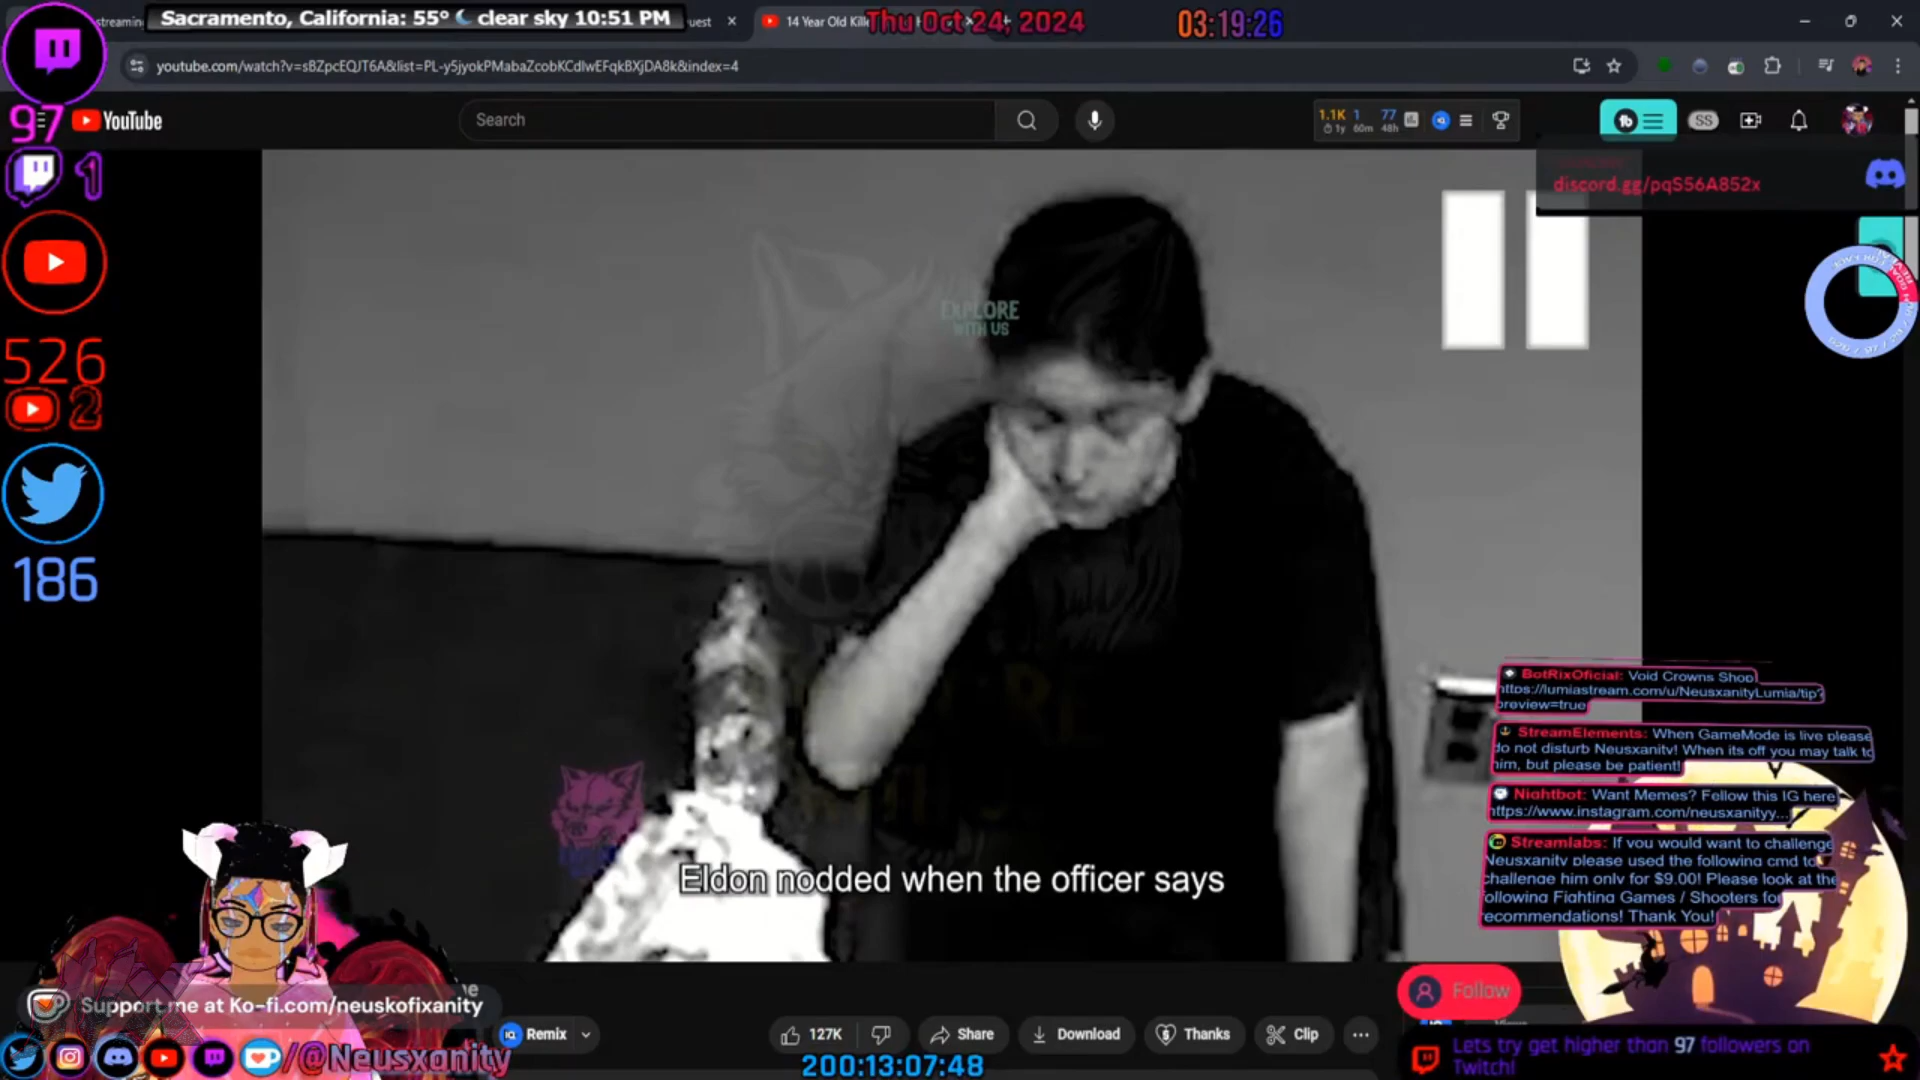 Sacramento, California: 55° clear sky 10:51 PM
streamin
uest
14 Year Old Kille
Thu Oct 24, 2024
03:19:26
youtube.com/watch?v=sBZpcEQJT6A&list=PL-y5jyokPMabaZcobKCdlwEFqkBXjDA8k&index=4
97
YouTube
Search
1.1K 1 77
1y 60m 48h
SS
discord.gg/pqS56A852x
1
EXPLORE
WITH US
526
2
186
BotRixOficial: Void Crowns Shop
https://lumiastream.com/u/NeusxanityLumia/tip?
preview=true
StreamElements: When GameMode is live please
do not disturb Neusxanity! When its off you may talk to
him, but please be patient!
Nightbot: Want Memes? Follow this IG here
https://www.instagram.com/neusxanityy...
Streamlabs: If you would want to challenge
Neusxanity please used the following cmd to
challenge him only for $9.00! Please look at the
following Fighting Games / Shooters for
recommendations! Thank You!
Eldon nodded when the officer says
Support me at Ko-fi.com/neuskofixanity
Remix
127K
Share
Download
Thanks
Clip
Follow
/@Neusxanity
200:13:07:48
Lets try get higher than 97 followers on
Twitch!